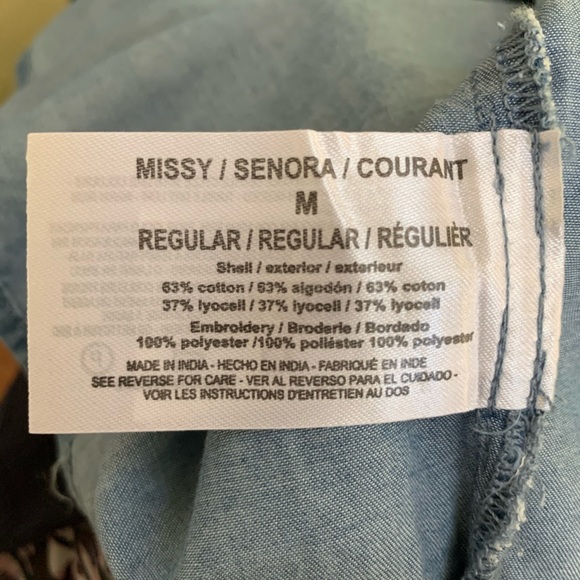 MISSY / SENORA / COURANT
M
REGULAR / REGULAR / RÉGULIÈR
Shell / exterior / exterieur
63% cotton / 63% algodón / 63% coton
37% lyocell / 37% lyocell / 37% lyocell
Embroidery / Broderie / Bordado
100% polyester /100% poliéster 100% polyester
MADE IN INDIA - HECHO EN INDIA - FABRIQUÉ EN INDE
SEE REVERSE FOR CARE - VER AL REVERSO PARA EL CUIDADO -
VOIR LES INSTRUCTIONS D'ENTRETIEN AU DOS